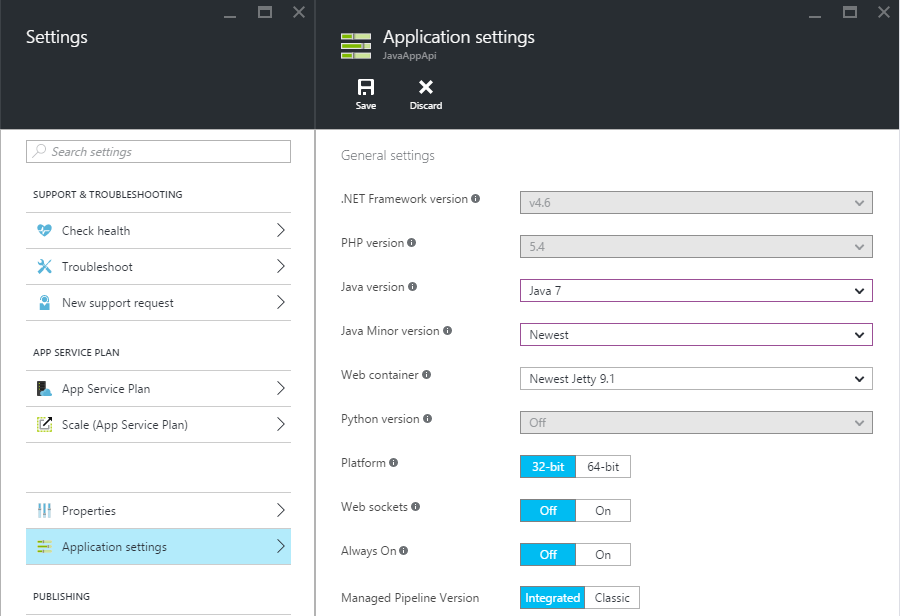 Settings
Search settings
SUPPORT & TROUBLESHOOTING
Check health
Troubleshoot
New support request
APP SERVICE PLAN
App Service Plan
Scale (App Service Plan)
Properties
Application settings
PUBLISHING
Application settings
JavaAppApi
Save Discard
General settings
.NET Framework version v4.6
PHP version 5.4
Java version Java 7
Java Minor version Newest
Web container Newest Jetty 9.1
Python version Off
Platform 32-bit 64-bit
Web sockets Off On
Always On Off On
Managed Pipeline Version Integrated Classic